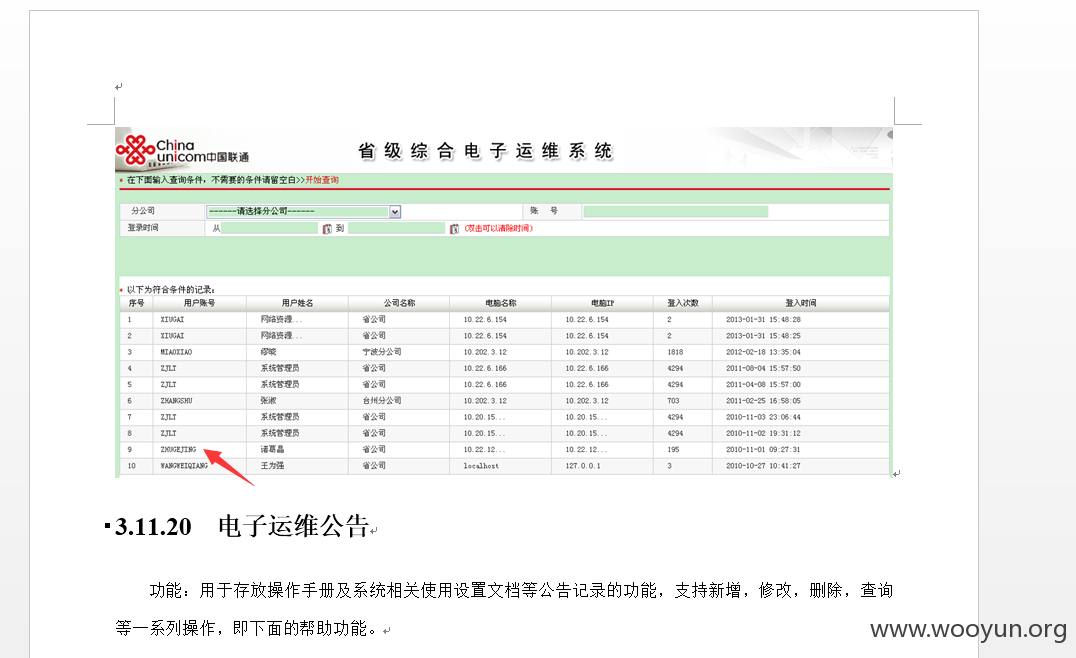 China
unicom中国联通
省级综合电子运维系统
* 在下面输入查询条件，不需要的条件请留空白>>开始查询
分公司 ------请选择分公司------ 账 号
登录时间 从 到 (双击可以清除时间)
* 以下为符合条件的记录:
序号 用户账号 用户姓名 公司名称 电脑名称 电脑IP 登入次数 登入时间
1 XIUGAI 网络资源... 省公司 10.22.6.154 10.22.6.154 2 2013-01-31 15:48:28
2 XIUGAI 网络资源... 省公司 10.22.6.154 10.22.6.154 2 2013-01-31 15:48:25
3 MIAOXIAO 缪晓 宁波分公司 10.202.3.12 10.202.3.12 1818 2012-02-18 13:35:04
4 ZJLT 系统管理员 省公司 10.22.6.166 10.22.6.166 4294 2011-08-04 15:57:50
5 ZJLT 系统管理员 省公司 10.22.6.166 10.22.6.166 4294 2011-04-08 15:57:00
6 ZHANGSHU 张淑 台州分公司 10.202.3.12 10.202.3.12 703 2011-02-25 16:58:05
7 ZJLT 系统管理员 省公司 10.20.15... 10.20.15... 4294 2010-11-03 23:06:44
8 ZJLT 系统管理员 省公司 10.20.15... 10.20.15... 4294 2010-11-02 19:31:12
9 ZHUGEJING 诸葛晶 省公司 10.22.12... 10.22.12... 195 2010-11-01 09:27:31
10 WANGWEIQIANG 王为强 省公司 localhost 127.0.0.1 3 2010-10-27 10:41:27
3.11.20 电子运维公告
功能：用于存放操作手册及系统相关使用设置文档等公告记录的功能，支持新增，修改，删除，查询
等一系列操作，即下面的帮助功能。
www.wooyun.org